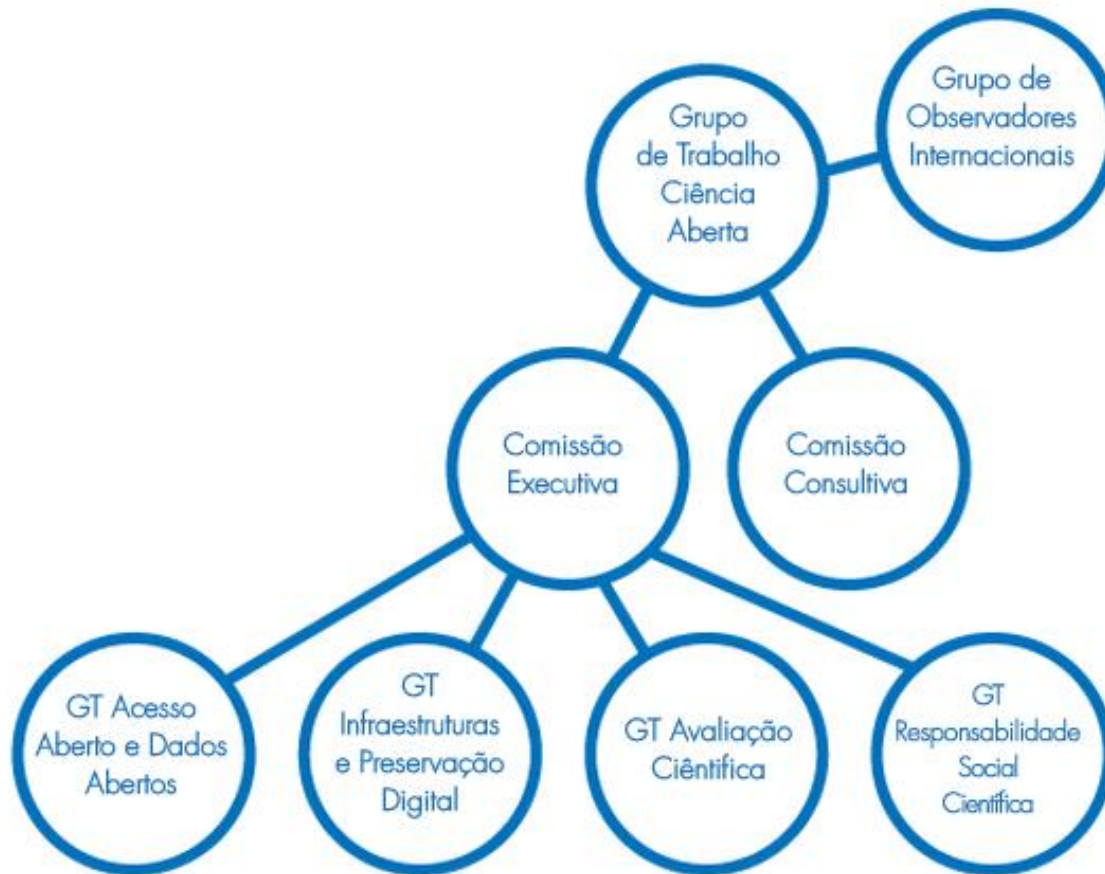 Grupo de
Observadores
Internacionais
Grupo
de Trabalho
Ciência
Aberta
Comissão
Executiva
Comissão
Consultiva
GT Acesso
Aberto e Dados
Abertos
GT
Infraestruturas
e Preservação
Digital
GT Avaliação
Ciêntífica
GT
Responsabilidade
Social
Científica